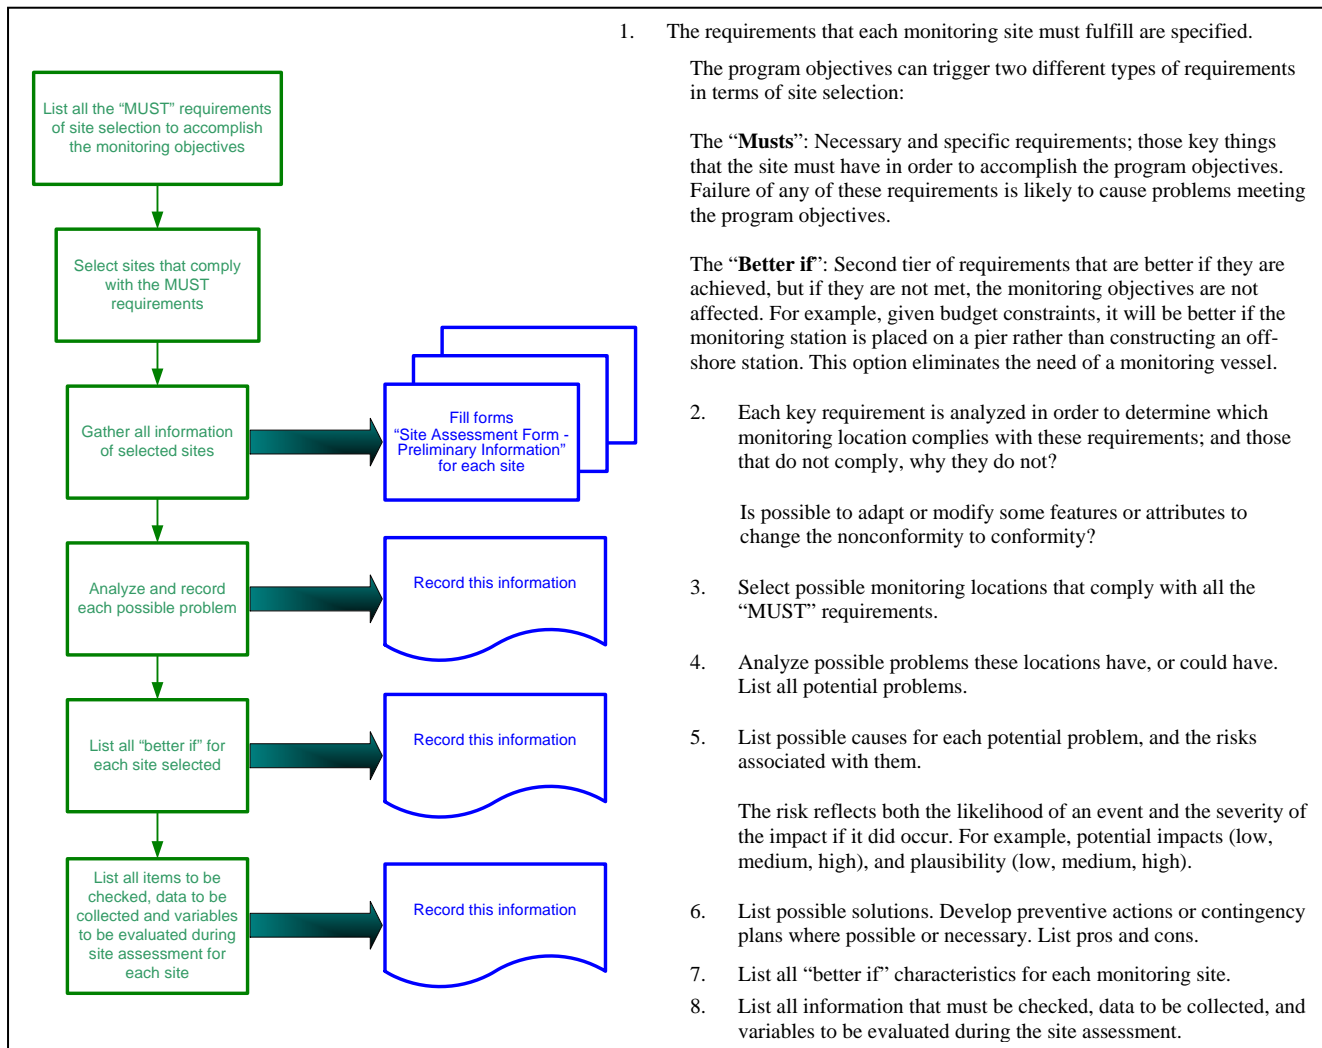 List all the “MUST” requirements
of site selection to accomplish
the monitoring objectives
Select sites that comply
with the MUST
requirements
Gather all information
of selected sites
Fill forms
“Site Assessment Form -
Preliminary Information”
for each site
Analyze and record
each possible problem
Record this information
List all “better if” for
each site selected
Record this information
List all items to be
checked, data to be
collected and variables
to be evaluated during
site assessment for
each site
Record this information
1. The requirements that each monitoring site must fulfill are specified.
The program objectives can trigger two different types of requirements
in terms of site selection:
The “Musts”: Necessary and specific requirements; those key things
that the site must have in order to accomplish the program objectives.
Failure of any of these requirements is likely to cause problems meeting
the program objectives.
The “Better if”: Second tier of requirements that are better if they are
achieved, but if they are not met, the monitoring objectives are not
affected. For example, given budget constraints, it will be better if the
monitoring station is placed on a pier rather than constructing an off-
shore station. This option eliminates the need of a monitoring vessel.
2. Each key requirement is analyzed in order to determine which
monitoring location complies with these requirements; and those
that do not comply, why they do not?
Is possible to adapt or modify some features or attributes to
change the nonconformity to conformity?
3. Select possible monitoring locations that comply with all the
“MUST” requirements.
4. Analyze possible problems these locations have, or could have.
List all potential problems.
5. List possible causes for each potential problem, and the risks
associated with them.
The risk reflects both the likelihood of an event and the severity of
the impact if it did occur. For example, potential impacts (low,
medium, high), and plausibility (low, medium, high).
6. List possible solutions. Develop preventive actions or contingency
plans where possible or necessary. List pros and cons.
7. List all “better if” characteristics for each monitoring site.
8. List all information that must be checked, data to be collected, and
variables to be evaluated during the site assessment.